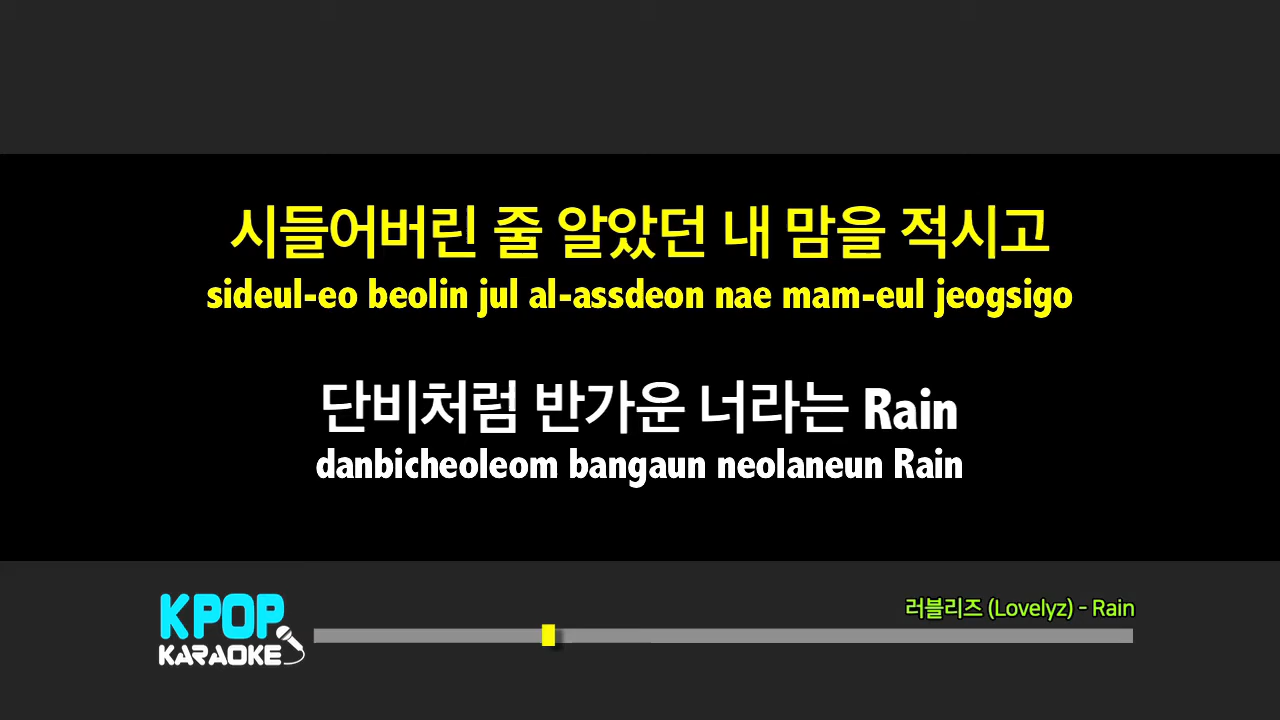 시들어버린 줄 알았던 내 맘을 적시고
sideul-eo beolin jul al-assdeon nae mam-eul jeogsigo
단비처럼 반가운 너라는 Rain
danbicheoleom bangaun neolaneun Rain
러블리즈 (Lovelyz) - Rain
KPOP
KARAOKE